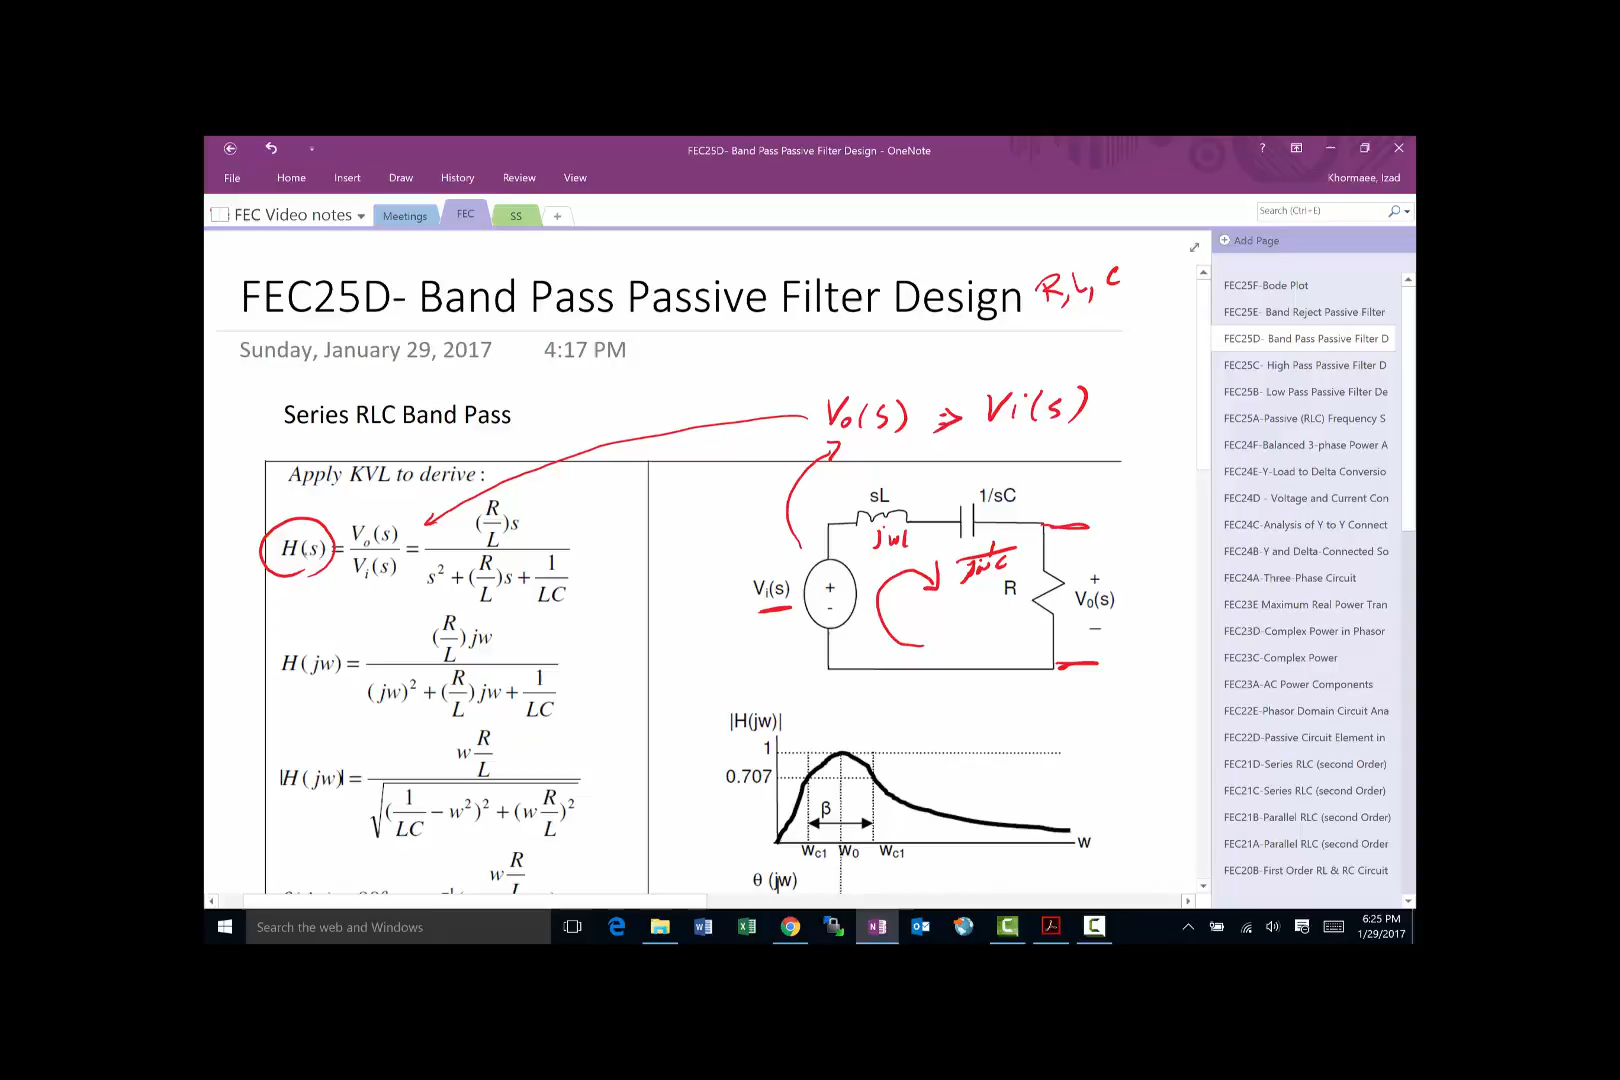 FEC25D- Band Pass Passive Filter Design - OneNote
?
File Home Insert Draw History Review View
Khormaee, Izad
FEC Video notes
Meetings
FEC
SS
+
Search (Ctrl+E)
Add Page
FEC25D- Band Pass Passive Filter Design R, L, C
Sunday, January 29, 2017 4:17 PM
Series RLC Band Pass
Vo(s) ⇒ Vi(s)
Apply KVL to derive :
H(s) = V_o(s) / V_i(s) = (R/L)s / (s² + (R/L)s + 1/LC)
H(jw) = (R/L)jw / ((jw)² + (R/L)jw + 1/LC)
|H(jw)| = w R/L / √((1/LC − w²)² + (w R/L)²)
w R/L
sL
1/sC
jwL
1/jwC
Vi(s)
+
-
R
+
V0(s)
−
|H(jw)|
1
0.707
β
wc1 w0 wc1
w
θ (jw)
FEC25F-Bode Plot
FEC25E- Band Reject Passive Filter
FEC25D- Band Pass Passive Filter D
FEC25C- High Pass Passive Filter D
FEC25B- Low Pass Passive Filter De
FEC25A-Passive (RLC) Frequency S
FEC24F-Balanced 3-phase Power A
FEC24E-Y-Load to Delta Conversio
FEC24D - Voltage and Current Con
FEC24C-Analysis of Y to Y Connect
FEC24B-Y and Delta-Connected So
FEC24A-Three-Phase Circuit
FEC23E Maximum Real Power Tran
FEC23D-Complex Power in Phasor
FEC23C-Complex Power
FEC23A-AC Power Components
FEC22E-Phasor Domain Circuit Ana
FEC22D-Passive Circuit Element in
FEC21D-Series RLC (second Order)
FEC21C-Series RLC (second Order)
FEC21B-Parallel RLC (second Order)
FEC21A-Parallel RLC (second Order
FEC20B-First Order RL & RC Circuit
Search the web and Windows
6:25 PM
1/29/2017